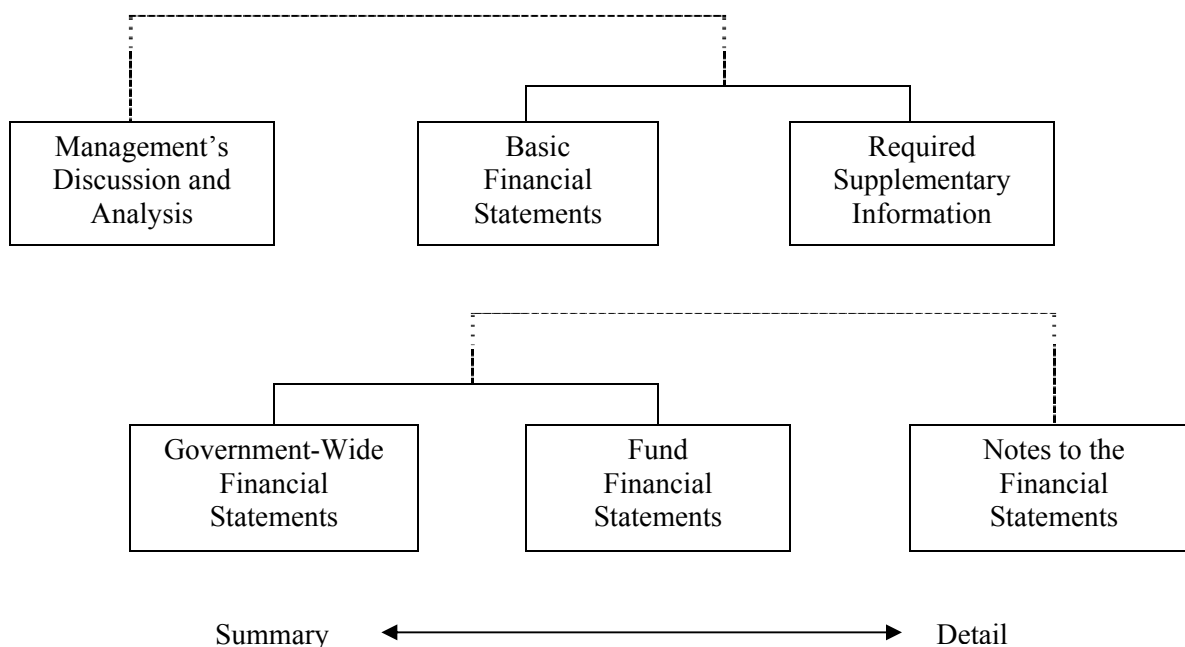 Management’s
Discussion and
Analysis
Basic
Financial
Statements
Required
Supplementary
Information
Government-Wide
Financial
Statements
Fund
Financial
Statements
Notes to the
Financial
Statements
Summary
Detail